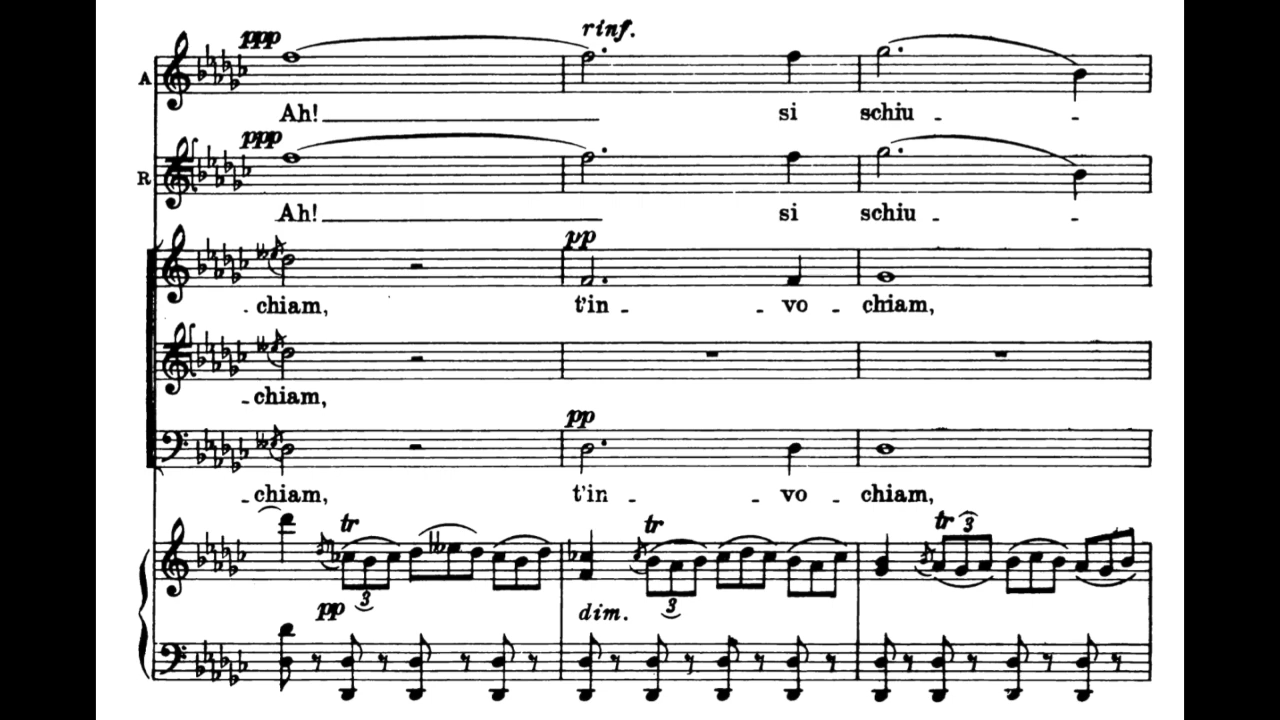 ppp rinf.
A
Ah! si schiu - -
ppp
R
Ah! si schiu - -
pp
- chiam, t'in - - vo - chiam,
- chiam,
pp
- chiam, t'in - - vo - chiam,
tr tr tr 3
3 3
pp dim.